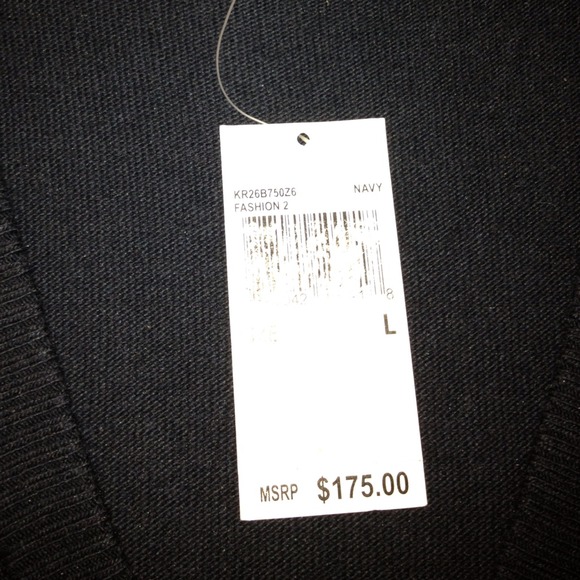 KR26B750Z6 NAVY
FASHION 2
L
MSRP $175.00